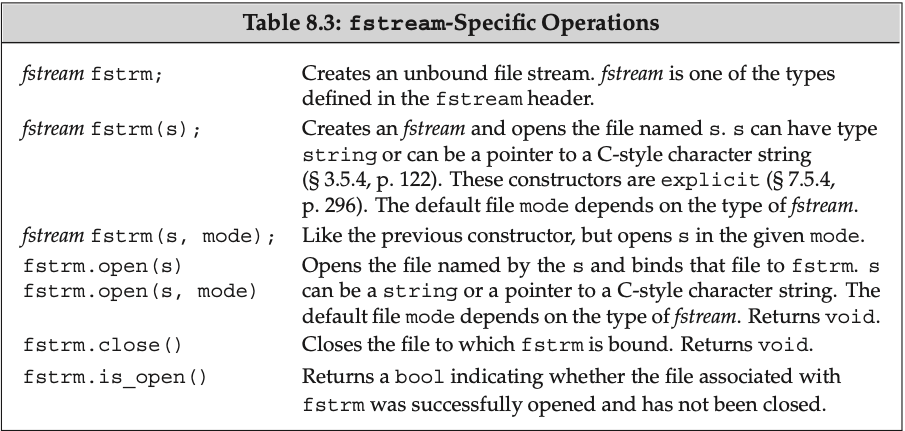 Table 8.3: fstream-Specific Operations
fstream fstrm; Creates an unbound file stream. fstream is one of the types
defined in the fstream header.
fstream fstrm(s); Creates an fstream and opens the file named s. s can have type
string or can be a pointer to a C-style character string
(§ 3.5.4, p. 122). These constructors are explicit (§ 7.5.4,
p. 296). The default file mode depends on the type of fstream.
fstream fstrm(s, mode); Like the previous constructor, but opens s in the given mode.
fstrm.open(s) Opens the file named by the s and binds that file to fstrm. s
fstrm.open(s, mode) can be a string or a pointer to a C-style character string. The
default file mode depends on the type of fstream. Returns void.
fstrm.close() Closes the file to which fstrm is bound. Returns void.
fstrm.is_open() Returns a bool indicating whether the file associated with
fstrm was successfully opened and has not been closed.